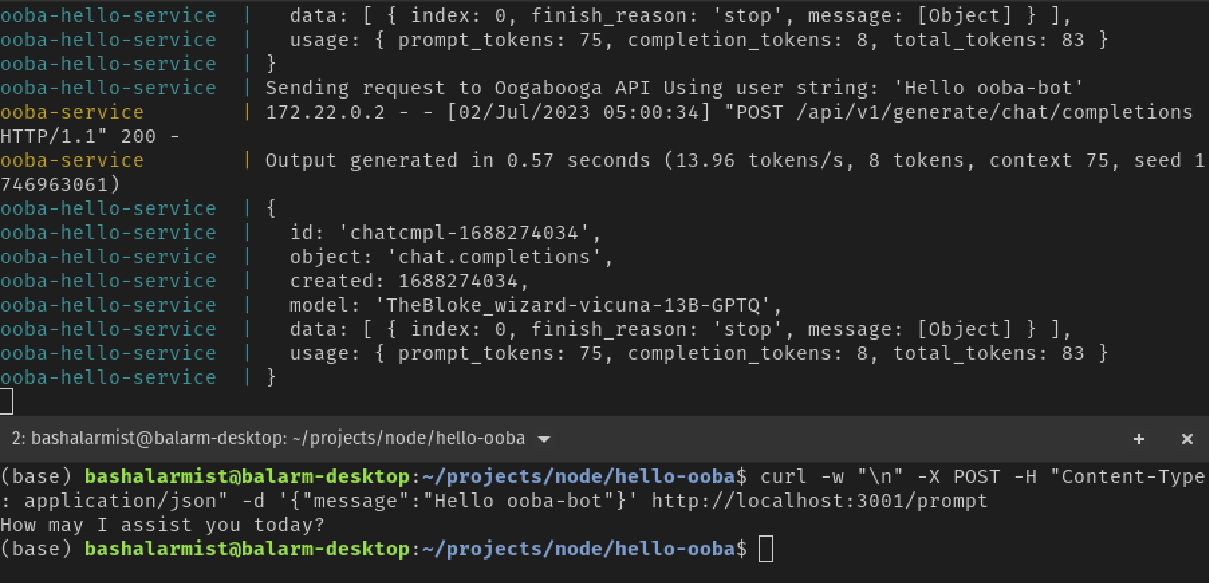 ooba-hello-service  |   data: [ { index: 0, finish_reason: 'stop', message: [Object] } ],
ooba-hello-service  |   usage: { prompt_tokens: 75, completion_tokens: 8, total_tokens: 83 }
ooba-hello-service  | }
ooba-hello-service  | Sending request to Oogabooga API Using user string: 'Hello ooba-bot'
ooba-service        | 172.22.0.2 - - [02/Jul/2023 05:00:34] "POST /api/v1/generate/chat/completions
HTTP/1.1" 200 -
ooba-service        | Output generated in 0.57 seconds (13.96 tokens/s, 8 tokens, context 75, seed 1
746963061)
ooba-hello-service  | {
ooba-hello-service  |   id: 'chatcmpl-1688274034',
ooba-hello-service  |   object: 'chat.completions',
ooba-hello-service  |   created: 1688274034,
ooba-hello-service  |   model: 'TheBloke_wizard-vicuna-13B-GPTQ',
ooba-hello-service  |   data: [ { index: 0, finish_reason: 'stop', message: [Object] } ],
ooba-hello-service  |   usage: { prompt_tokens: 75, completion_tokens: 8, total_tokens: 83 }
ooba-hello-service  | }
2: bashalarmist@balarm-desktop: ~/projects/node/hello-ooba
(base) bashalarmist@balarm-desktop:~/projects/node/hello-ooba$ curl -w "\n" -X POST -H "Content-Type
: application/json" -d '{"message":"Hello ooba-bot"}' http://localhost:3001/prompt
How may I assist you today?
(base) bashalarmist@balarm-desktop:~/projects/node/hello-ooba$